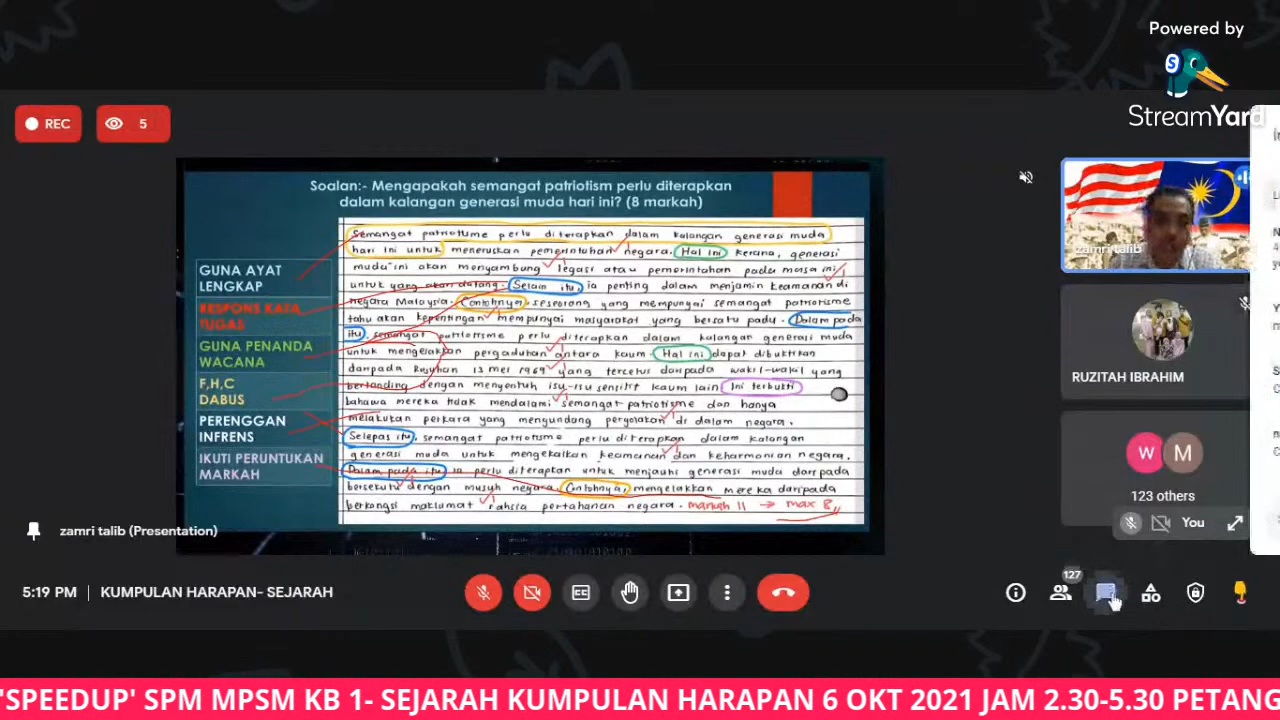 Powered by
StreamYard
REC
5
Soalan:- Mengapakah semangat patriotism perlu diterapkan
dalam kalangan generasi muda hari ini? (8 markah)
GUNA AYAT
LENGKAP
RESPONS KATA
TUGAS
GUNA PENANDA
WACANA
F,H,C
DABUS
PERENGGAN
INFRENS
IKUTI PERUNTUKAN
MARKAH
Semangat patriotisme perlu diterapkan dalam kalangan generasi muda
hari ini untuk meneruskan pemerintahan negara. Hal ini kerana, generasi
muda ini akan menyambung legasi atau pemerintahan pada masa ini
untuk yang akan datang. Selain itu, ia penting dalam menjamin keamanan di
negara Malaysia. Contohnya, seseorang yang mempunyai semangat patriotisme
tahu akan kepentingan mempunyai masyarakat yang bersatu padu. Dalam pada
itu, semangat patriotisme perlu diterapkan dalam kalangan generasi muda
untuk mengelakkan pergaduhan antara kaum. Hal ini dapat dibuktikan
daripada Rusuhan 13 mei 1969 yang tercetus daripada wakil-wakil yang
bertanding dengan menyentuh isu-isu sensitif kaum lain. Ini terbukti
bahawa mereka tidak mendalami semangat patriotisme dan hanya
melakukan perkara yang mengundang pergolakan di dalam negara.
Selepas itu, semangat patriotisme perlu diterapkan dalam kalangan
generasi muda untuk mengekalkan keamanan dan keharmonian negara.
Dalam pada itu ia perlu diterapkan untuk menjauhi generasi muda daripada
bersekutu dengan musuh negara. Contohnya, mengelakkan mereka daripada
berkongsi maklumat rahsia pertahanan negara. markah 11 → max 8
zamri talib
RUZITAH IBRAHIM
W
M
123 others
You
zamri talib (Presentation)
5:19 PM
KUMPULAN HARAPAN- SEJARAH
127
'SPEEDUP' SPM MPSM KB 1- SEJARAH KUMPULAN HARAPAN 6 OKT 2021 JAM 2.30-5.30 PETANG